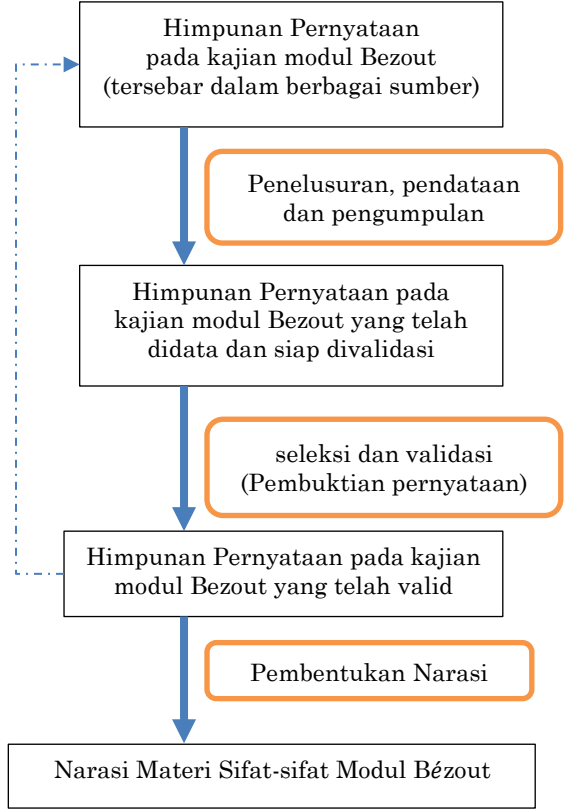 Himpunan Pernyataan
pada kajian modul Bezout
(tersebar dalam berbagai sumber)
Penelusuran, pendataan
dan pengumpulan
Himpunan Pernyataan pada
kajian modul Bezout yang telah
didata dan siap divalidasi
seleksi dan validasi
(Pembuktian pernyataan)
Himpunan Pernyataan pada kajian
modul Bezout yang telah valid
Pembentukan Narasi
Narasi Materi Sifat-sifat Modul Bézout